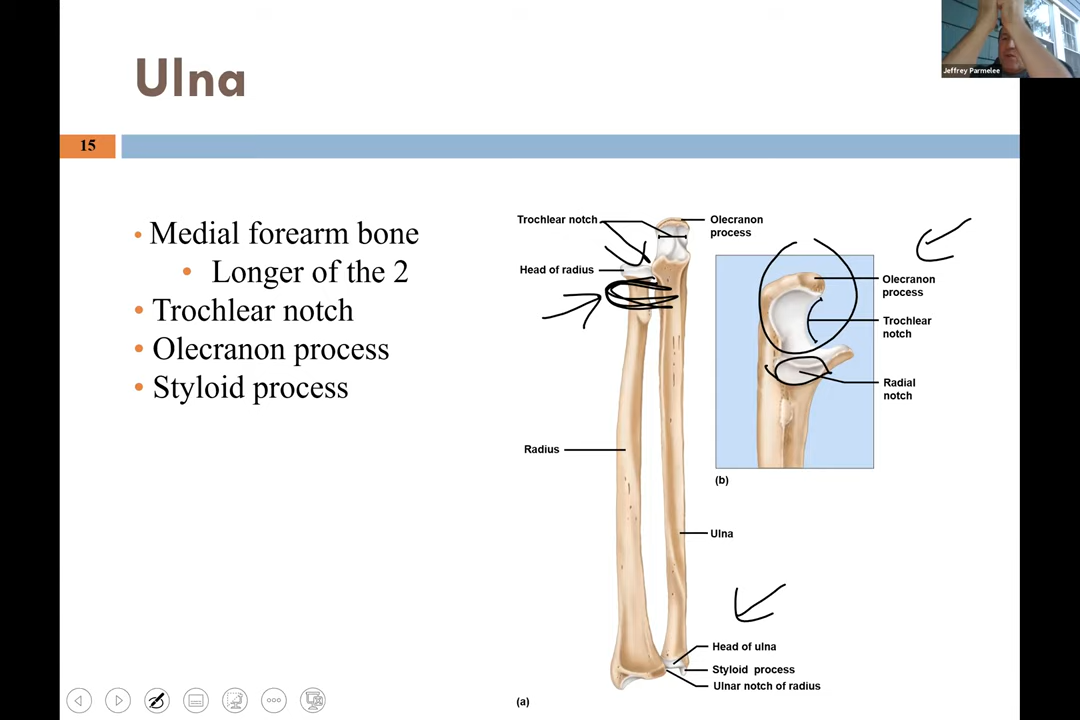 Jeffrey Parmelee
Ulna
15
• Medial forearm bone
• Longer of the 2
• Trochlear notch
• Olecranon process
• Styloid process
Trochlear notch
Olecranon
process
Head of radius
Radius
Ulna
Head of ulna
Styloid process
Ulnar notch of radius
(a)
Olecranon
process
Trochlear
notch
Radial
notch
(b)